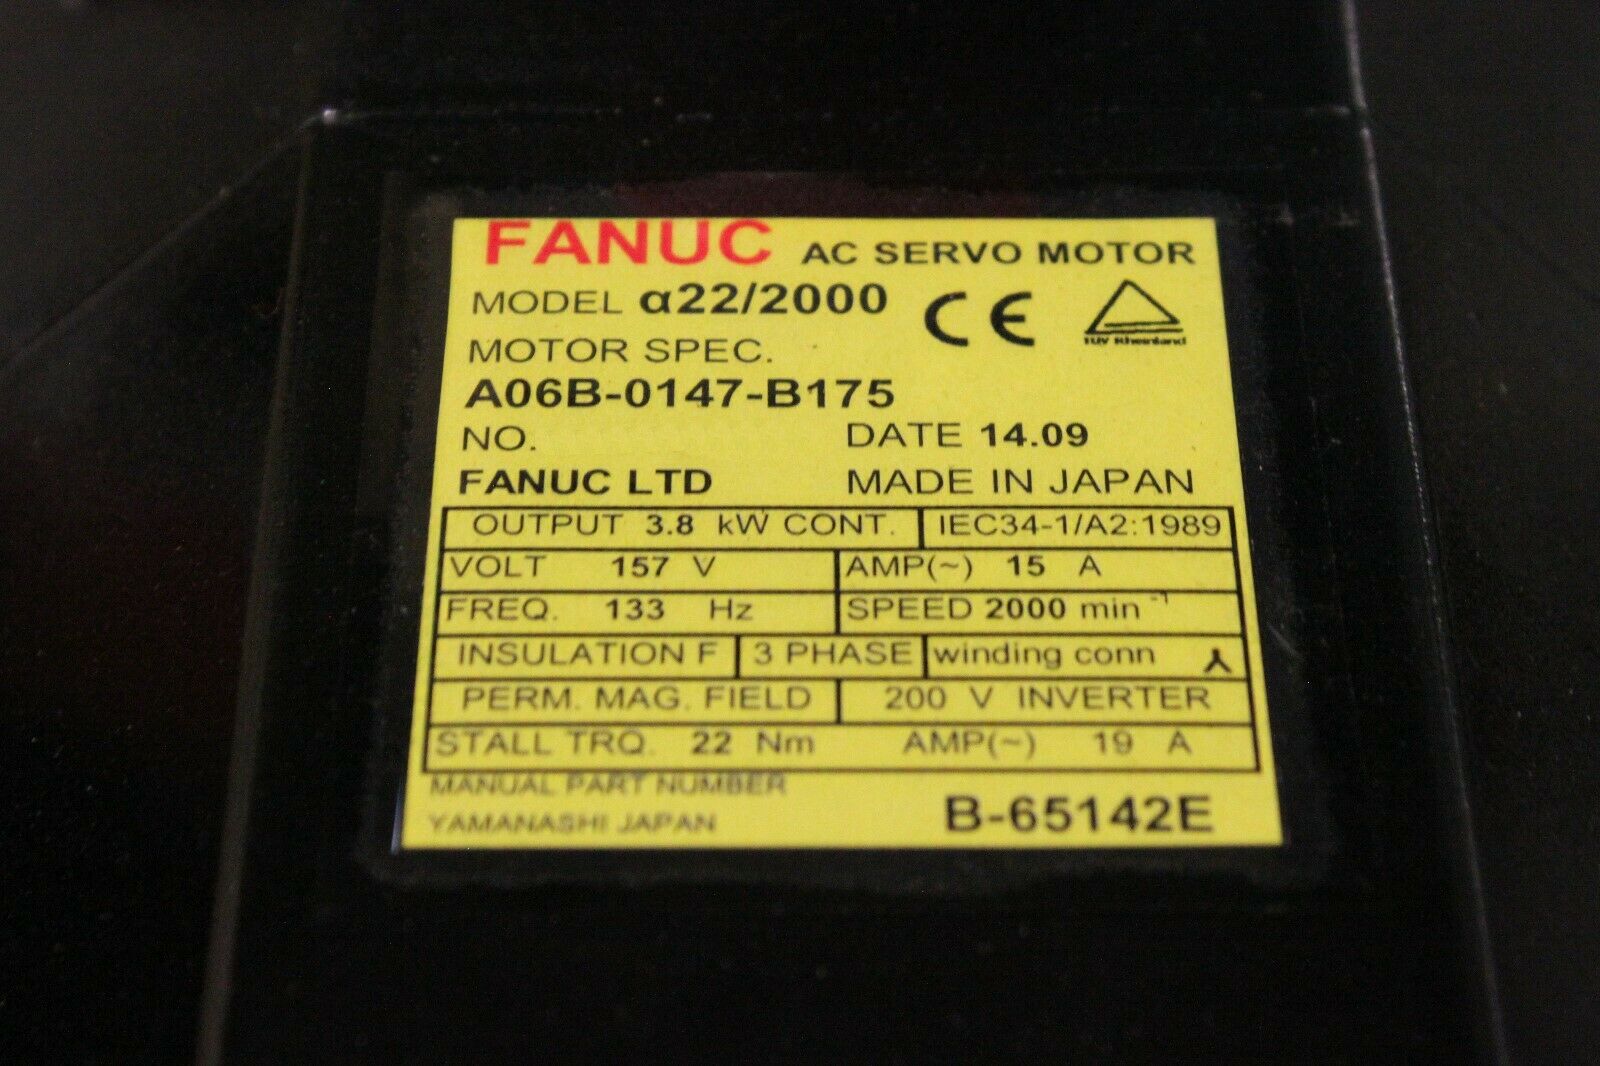 FANUC AC SERVO MOTOR
MODEL α22/2000 CE
TÜV Rheinland
MOTOR SPEC.
A06B-0147-B175
NO. DATE 14.09
FANUC LTD MADE IN JAPAN
OUTPUT 3.8 kW CONT. IEC34-1/A2:1989
VOLT 157 V AMP(~) 15 A
FREQ. 133 Hz SPEED 2000 min⁻¹
INSULATION F 3 PHASE winding conn
PERM. MAG. FIELD 200 V INVERTER
STALL TRQ. 22 Nm AMP(~) 19 A
MANUAL PART NUMBER
YAMANASHI JAPAN B-65142E